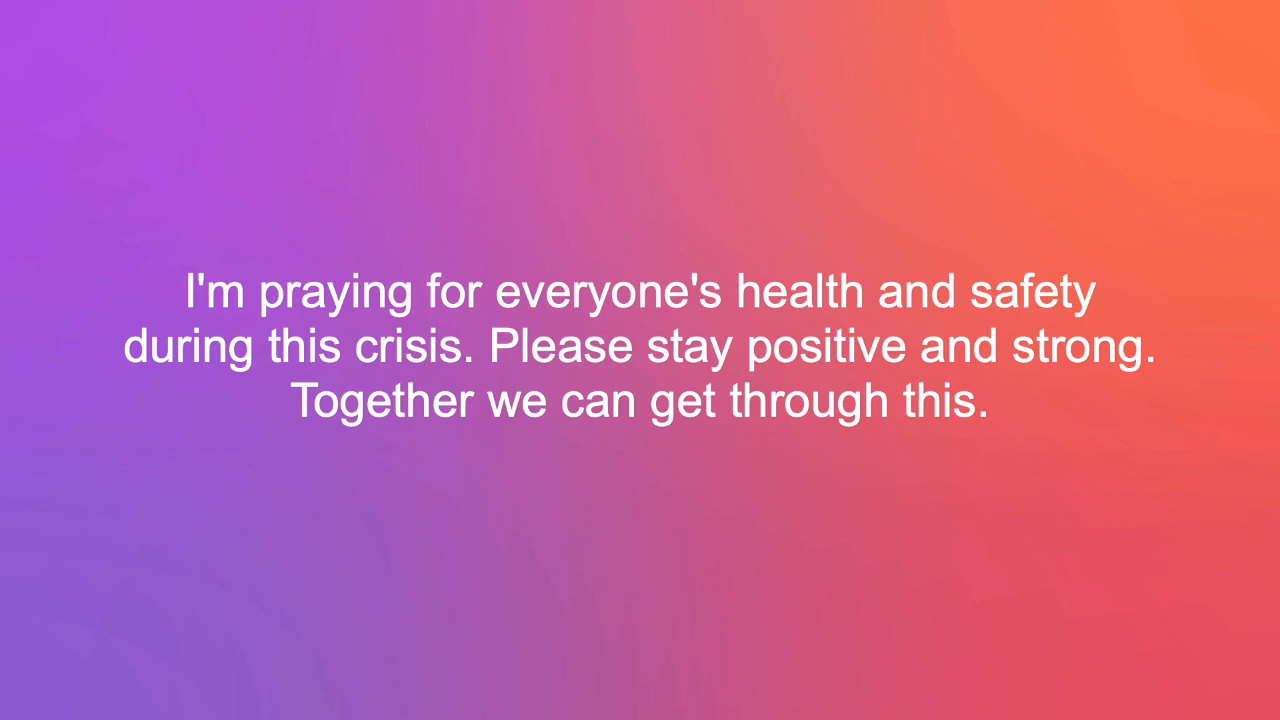 I'm praying for everyone's health and safety
during this crisis. Please stay positive and strong.
Together we can get through this.